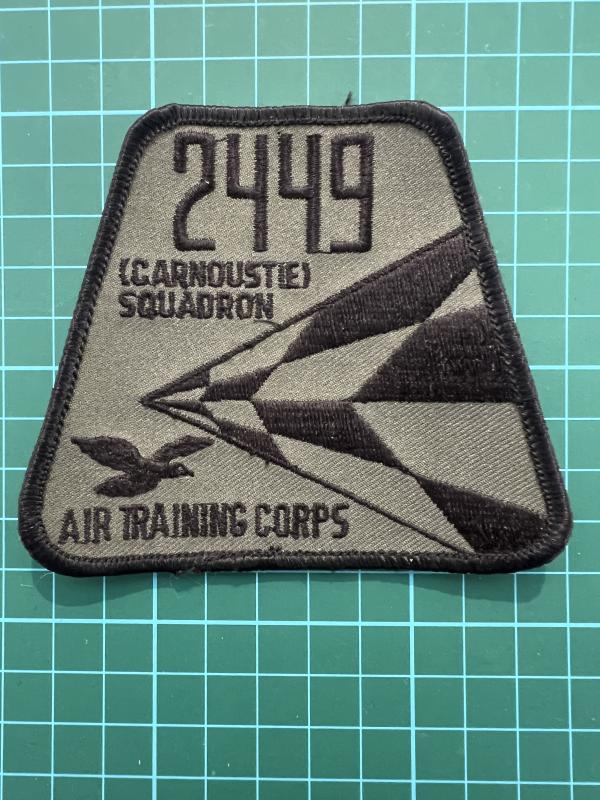 2449
(CARNOUSTIE)
SQUADRON
AIR TRAINING CORPS